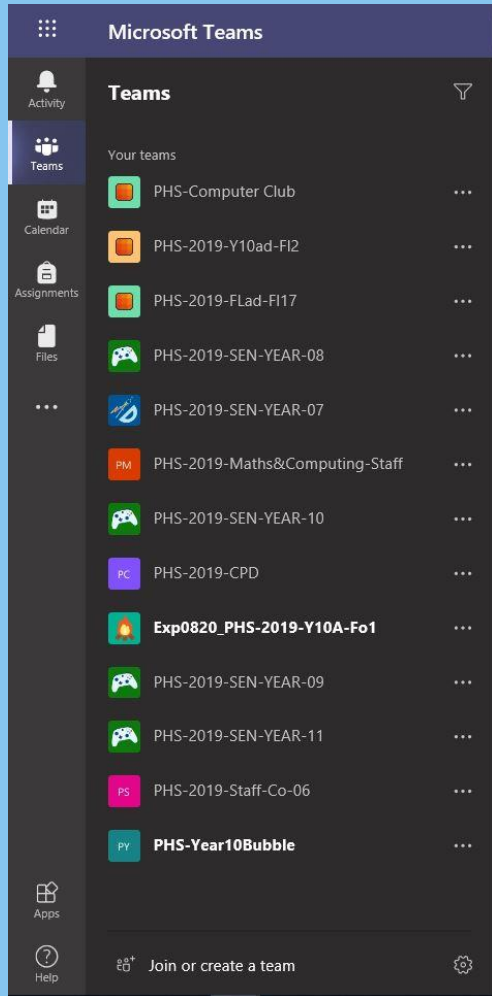 Microsoft Teams
Activity
Teams
Calendar
Assignments
Files
Teams
Your teams
PHS-Computer Club
PHS-2019-Y10ad-Fl2
PHS-2019-FLad-Fl17
PHS-2019-SEN-YEAR-08
PHS-2019-SEN-YEAR-07
PM PHS-2019-Maths&Computing-Staff
PHS-2019-SEN-YEAR-10
PC PHS-2019-CPD
Exp0820_PHS-2019-Y10A-Fo1
PHS-2019-SEN-YEAR-09
PHS-2019-SEN-YEAR-11
PS PHS-2019-Staff-Co-06
PY PHS-Year10Bubble
Apps
Help
Join or create a team